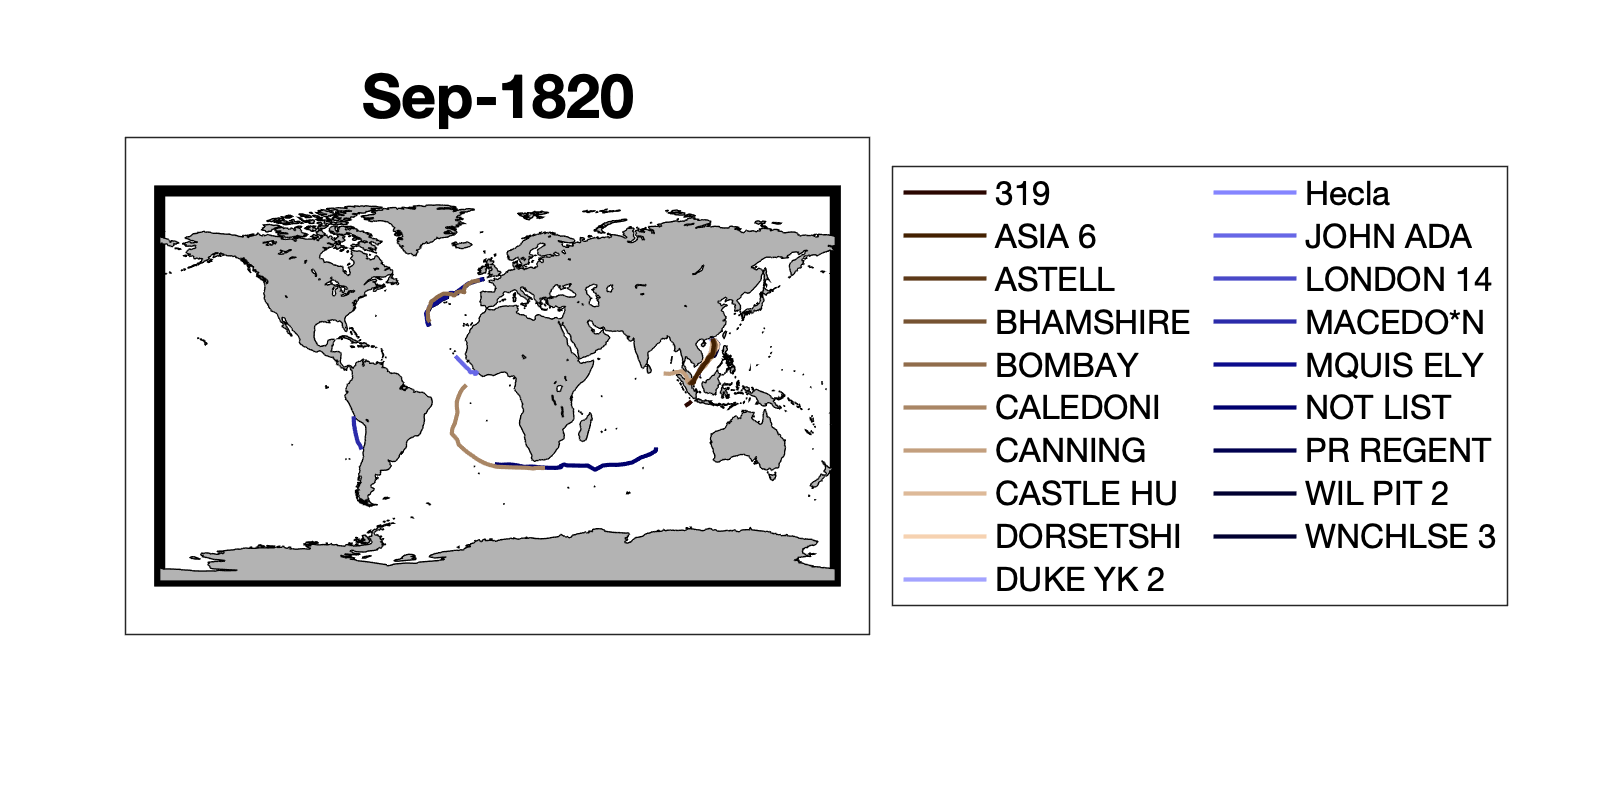 Sep-1820
319
ASIA 6
ASTELL
BHAMSHIRE
BOMBAY
CALEDONI
CANNING
CASTLE HU
DORSETSHI
DUKE YK 2
Hecla
JOHN ADA
LONDON 14
MACEDO*N
MQUIS ELY
NOT LIST
PR REGENT
WIL PIT 2
WNCHLSE 3